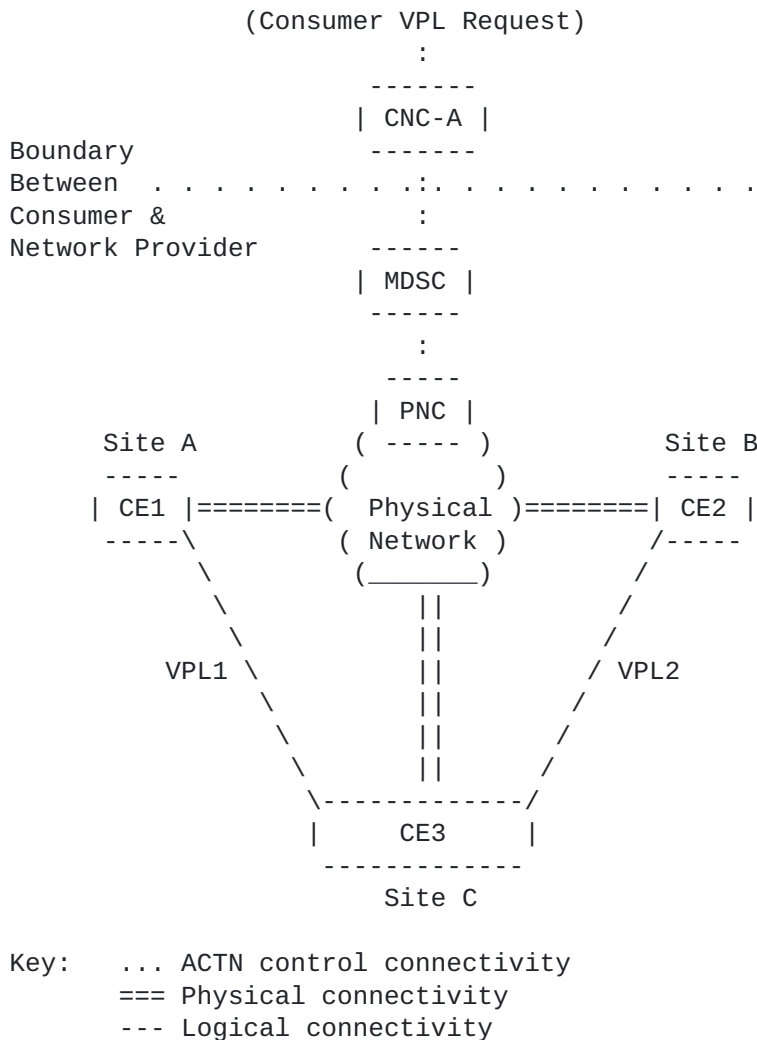 (Consumer VPL Request)
:
-------
| CNC-A |
Boundary            -------
Between  . . . . . . . . .:. . . . . . . . . . .
Consumer &                :
Network Provider       ------
| MDSC |
------
:
-----
| PNC |
Site A          ( ----- )           Site B
-----          (         )          -----
| CE1 |========(  Physical )========| CE2 |
-----\         ( Network )         /-----
\         (_______)         /
\            ||            /
\           ||           /
VPL1 \          ||          / VPL2
\         ||         /
\        ||        /
\       ||       /
\-------------/
|     CE3     |
-------------
Site C
Key:   ... ACTN control connectivity
=== Physical connectivity
--- Logical connectivity